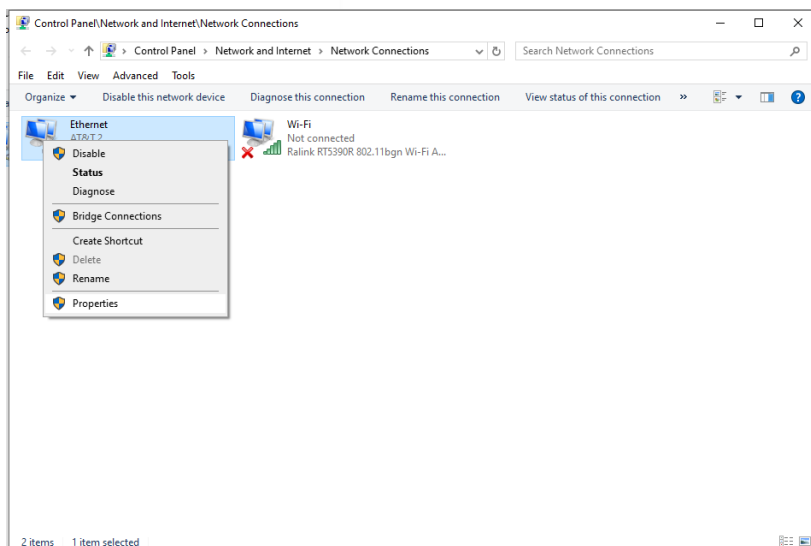 Control Panel\Network and Internet\Network Connections
Control Panel > Network and Internet > Network Connections
Search Network Connections
File Edit View Advanced Tools
Organize Disable this network device Diagnose this connection Rename this connection View status of this connection »
Ethernet
AT&T 2
Wi-Fi
Not connected
Ralink RT5390R 802.11bgn Wi-Fi A...
Disable
Status
Diagnose
Bridge Connections
Create Shortcut
Delete
Rename
Properties
2 items 1 item selected